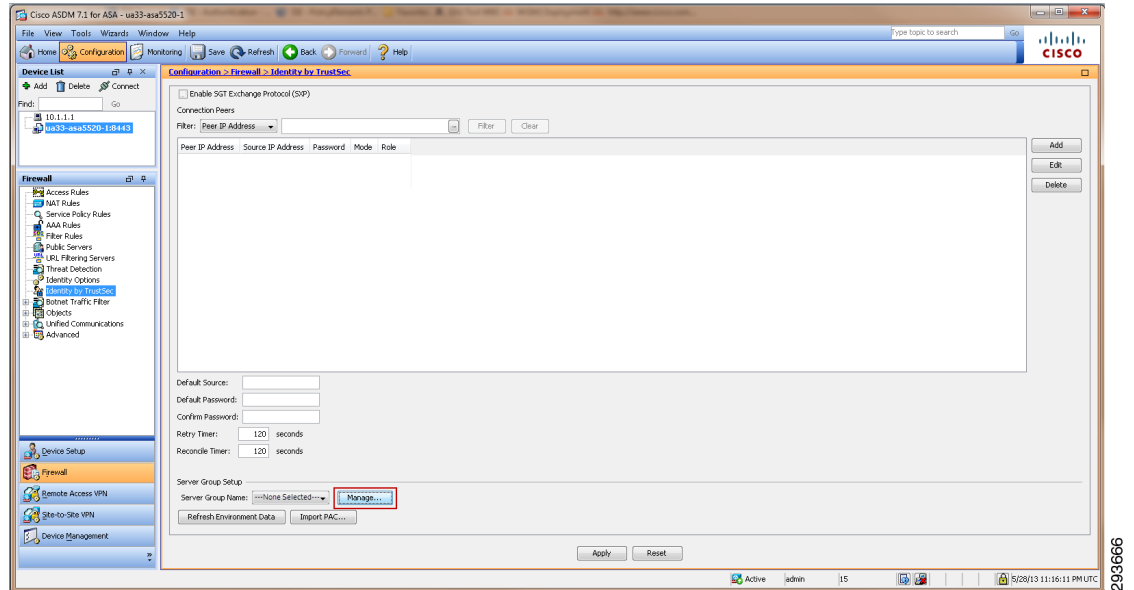 Cisco ASDM 7.1 for ASA - ua33-asa5520-1
File View Tools Wizards Window Help
Type topic to search
Go
Home Configuration Monitoring Save Refresh Back Forward Help
CISCO
Device List
Add Delete Connect
Find: Go
10.1.1.1
ua33-asa5520-1:8443
Firewall
Access Rules
NAT Rules
Service Policy Rules
AAA Rules
Filter Rules
Public Servers
URL Filtering Servers
Threat Detection
Identity Options
Identity by TrustSec
Botnet Traffic Filter
Objects
Unified Communications
Advanced
Device Setup
Firewall
Remote Access VPN
Site-to-Site VPN
Device Management
Configuration > Firewall > Identity by TrustSec
Enable SGT Exchange Protocol (SXP)
Connection Peers
Filter: Peer IP Address ... Filter Clear
Peer IP Address Source IP Address Password Mode Role
Add
Edit
Delete
Default Source:
Default Password:
Confirm Password:
Retry Timer: 120 seconds
Reconcile Timer: 120 seconds
Server Group Setup
Server Group Name: ---None Selected--- Manage...
Refresh Environment Data Import PAC...
Apply Reset
Active admin 15 5/28/13 11:16:11 PM UTC
293666